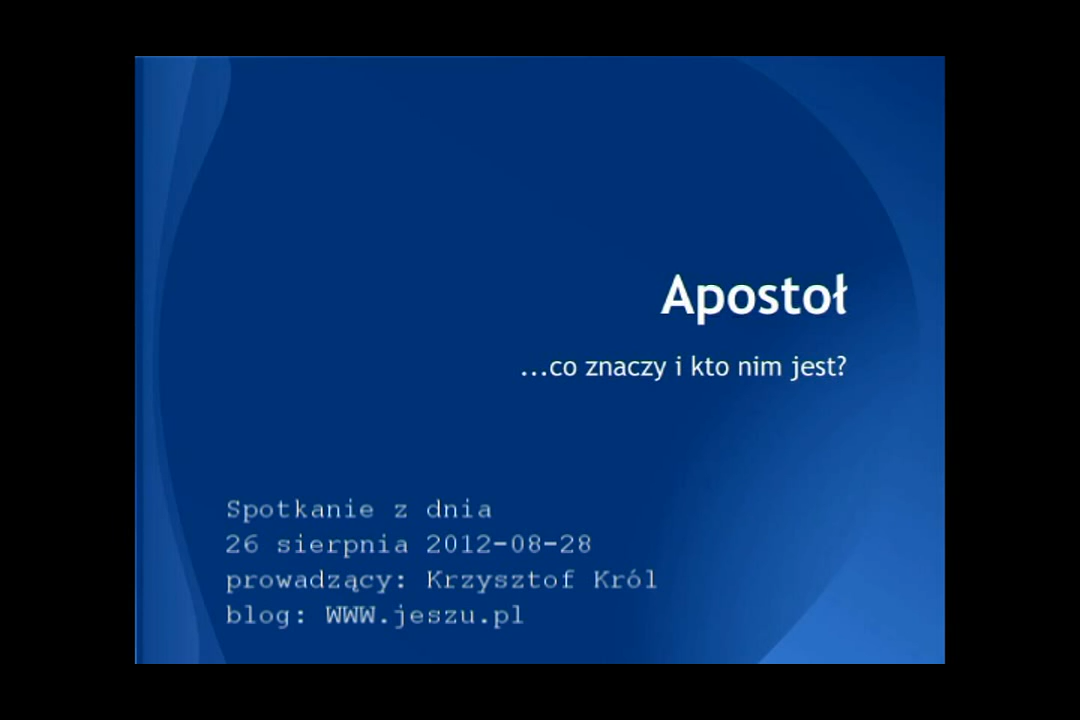 Apostoł
...co znaczy i kto nim jest?
Spotkanie z dnia
26 sierpnia 2012-08-28
prowadzący: Krzysztof Król
blog: WWW.jeszu.pl